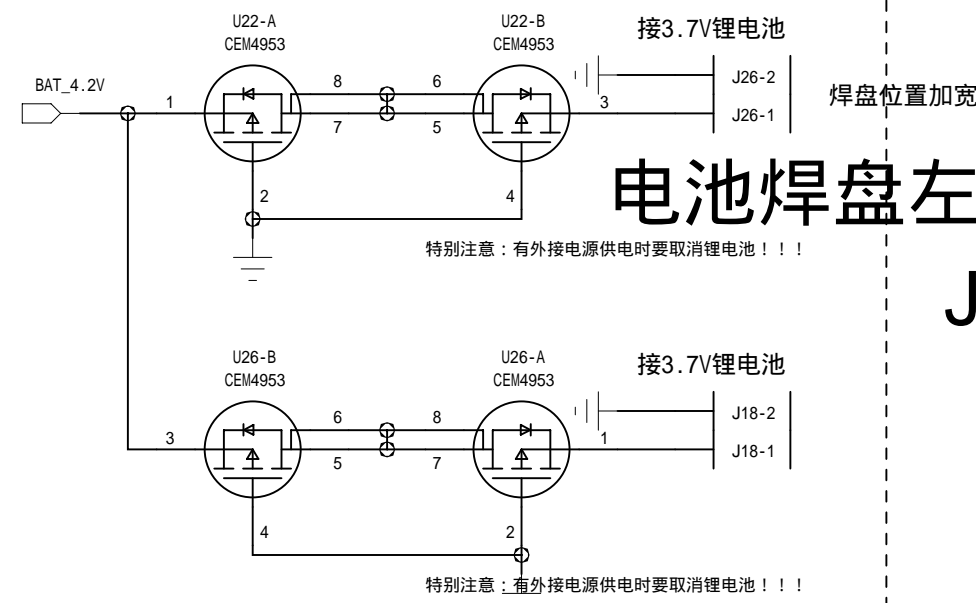 U22-A
CEM4953
U22-B
CEM4953
接3.7V锂电池
BAT_4.2V
1
8
7
6
5
3
J26-2
J26-1
焊盘位置加宽
2
4
电池焊盘左
特别注意：有外接电源供电时要取消锂电池！！！
J
U26-B
CEM4953
U26-A
CEM4953
接3.7V锂电池
3
6
5
8
7
1
J18-2
J18-1
4
2
特别注意：有外接电源供电时要取消锂电池！！！